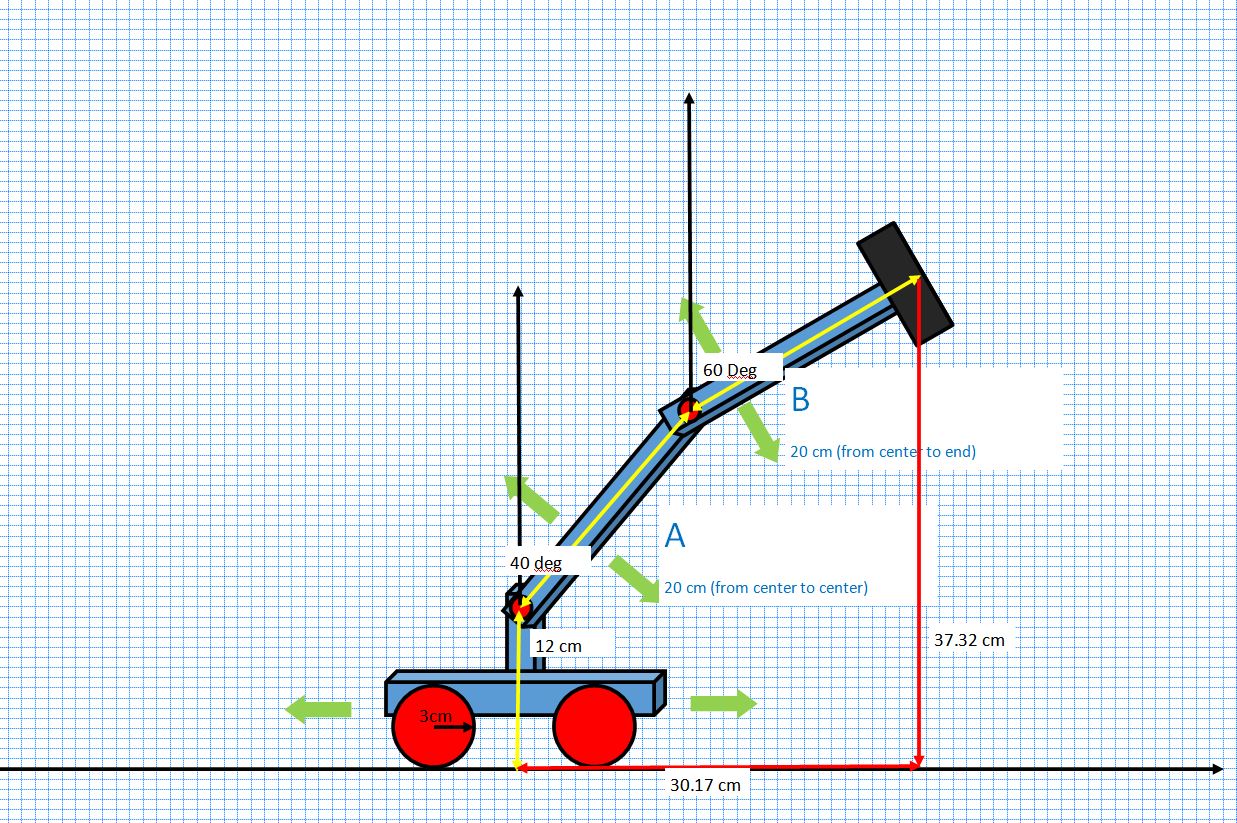 60 Deg
B
20 cm (from center to end)
A
40 deg
20 cm (from center to center)
12 cm
37.32 cm
3cm
30.17 cm